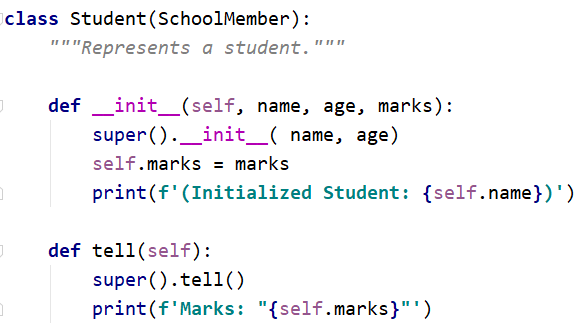 class Student(SchoolMember):
    """Represents a student."""

    def __init__(self, name, age, marks):
        super().__init__( name, age)
        self.marks = marks
        print(f'(Initialized Student: {self.name})')

    def tell(self):
        super().tell()
        print(f'Marks: "{self.marks}"')